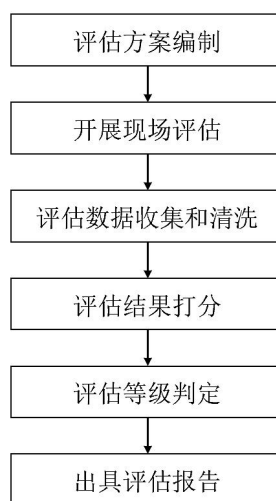 评估方案编制
开展现场评估
评估数据收集和清洗
评估结果打分
评估等级判定
出具评估报告